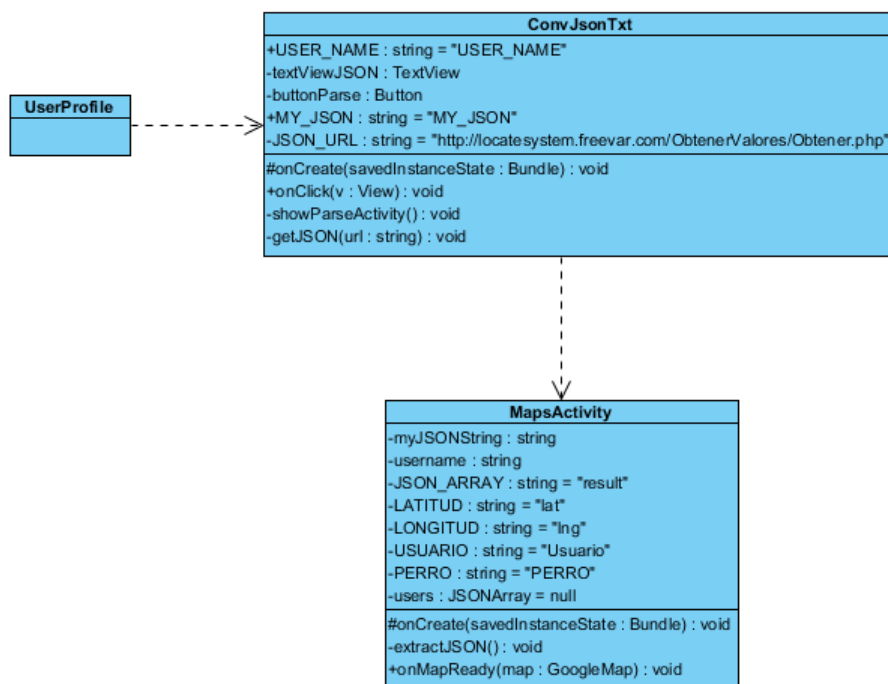 ConvJsonTxt
+USER_NAME : string = "USER_NAME"
-textViewJSON : TextView
-buttonParse : Button
+MY_JSON : string = "MY_JSON"
-JSON_URL : string = "http://locatesystem.freevar.com/ObtenerValores/Obtener.php"
#onCreate(savedInstanceState : Bundle) : void
+onClick(v : View) : void
-showParseActivity() : void
-getJSON(url : string) : void
UserProfile
MapsActivity
-myJSONString : string
-username : string
-JSON_ARRAY : string = "result"
-LATITUD : string = "lat"
-LONGITUD : string = "lng"
-USUARIO : string = "Usuario"
-PERRO : string = "PERRO"
-users : JSONArray = null
#onCreate(savedInstanceState : Bundle) : void
-extractJSON() : void
+onMapReady(map : GoogleMap) : void